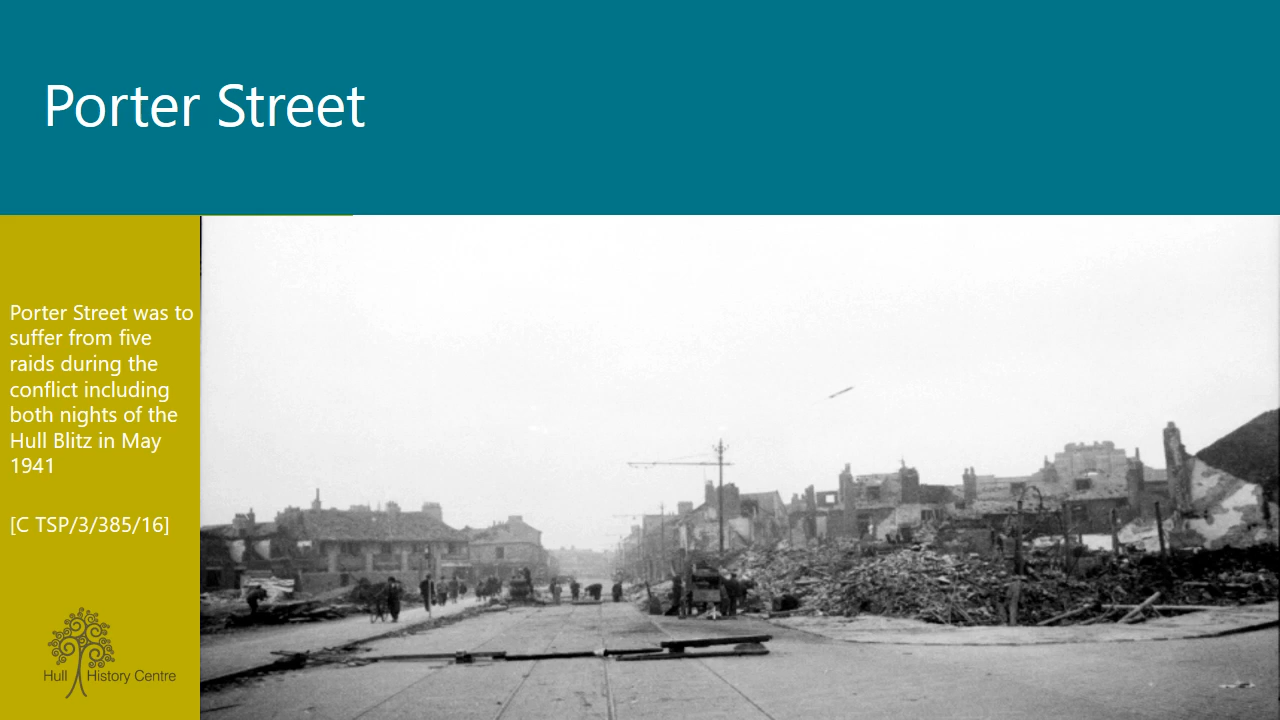 Porter Street
Porter Street was to
suffer from five
raids during the
conflict including
both nights of the
Hull Blitz in May
1941
[C TSP/3/385/16]
Hull History Centre